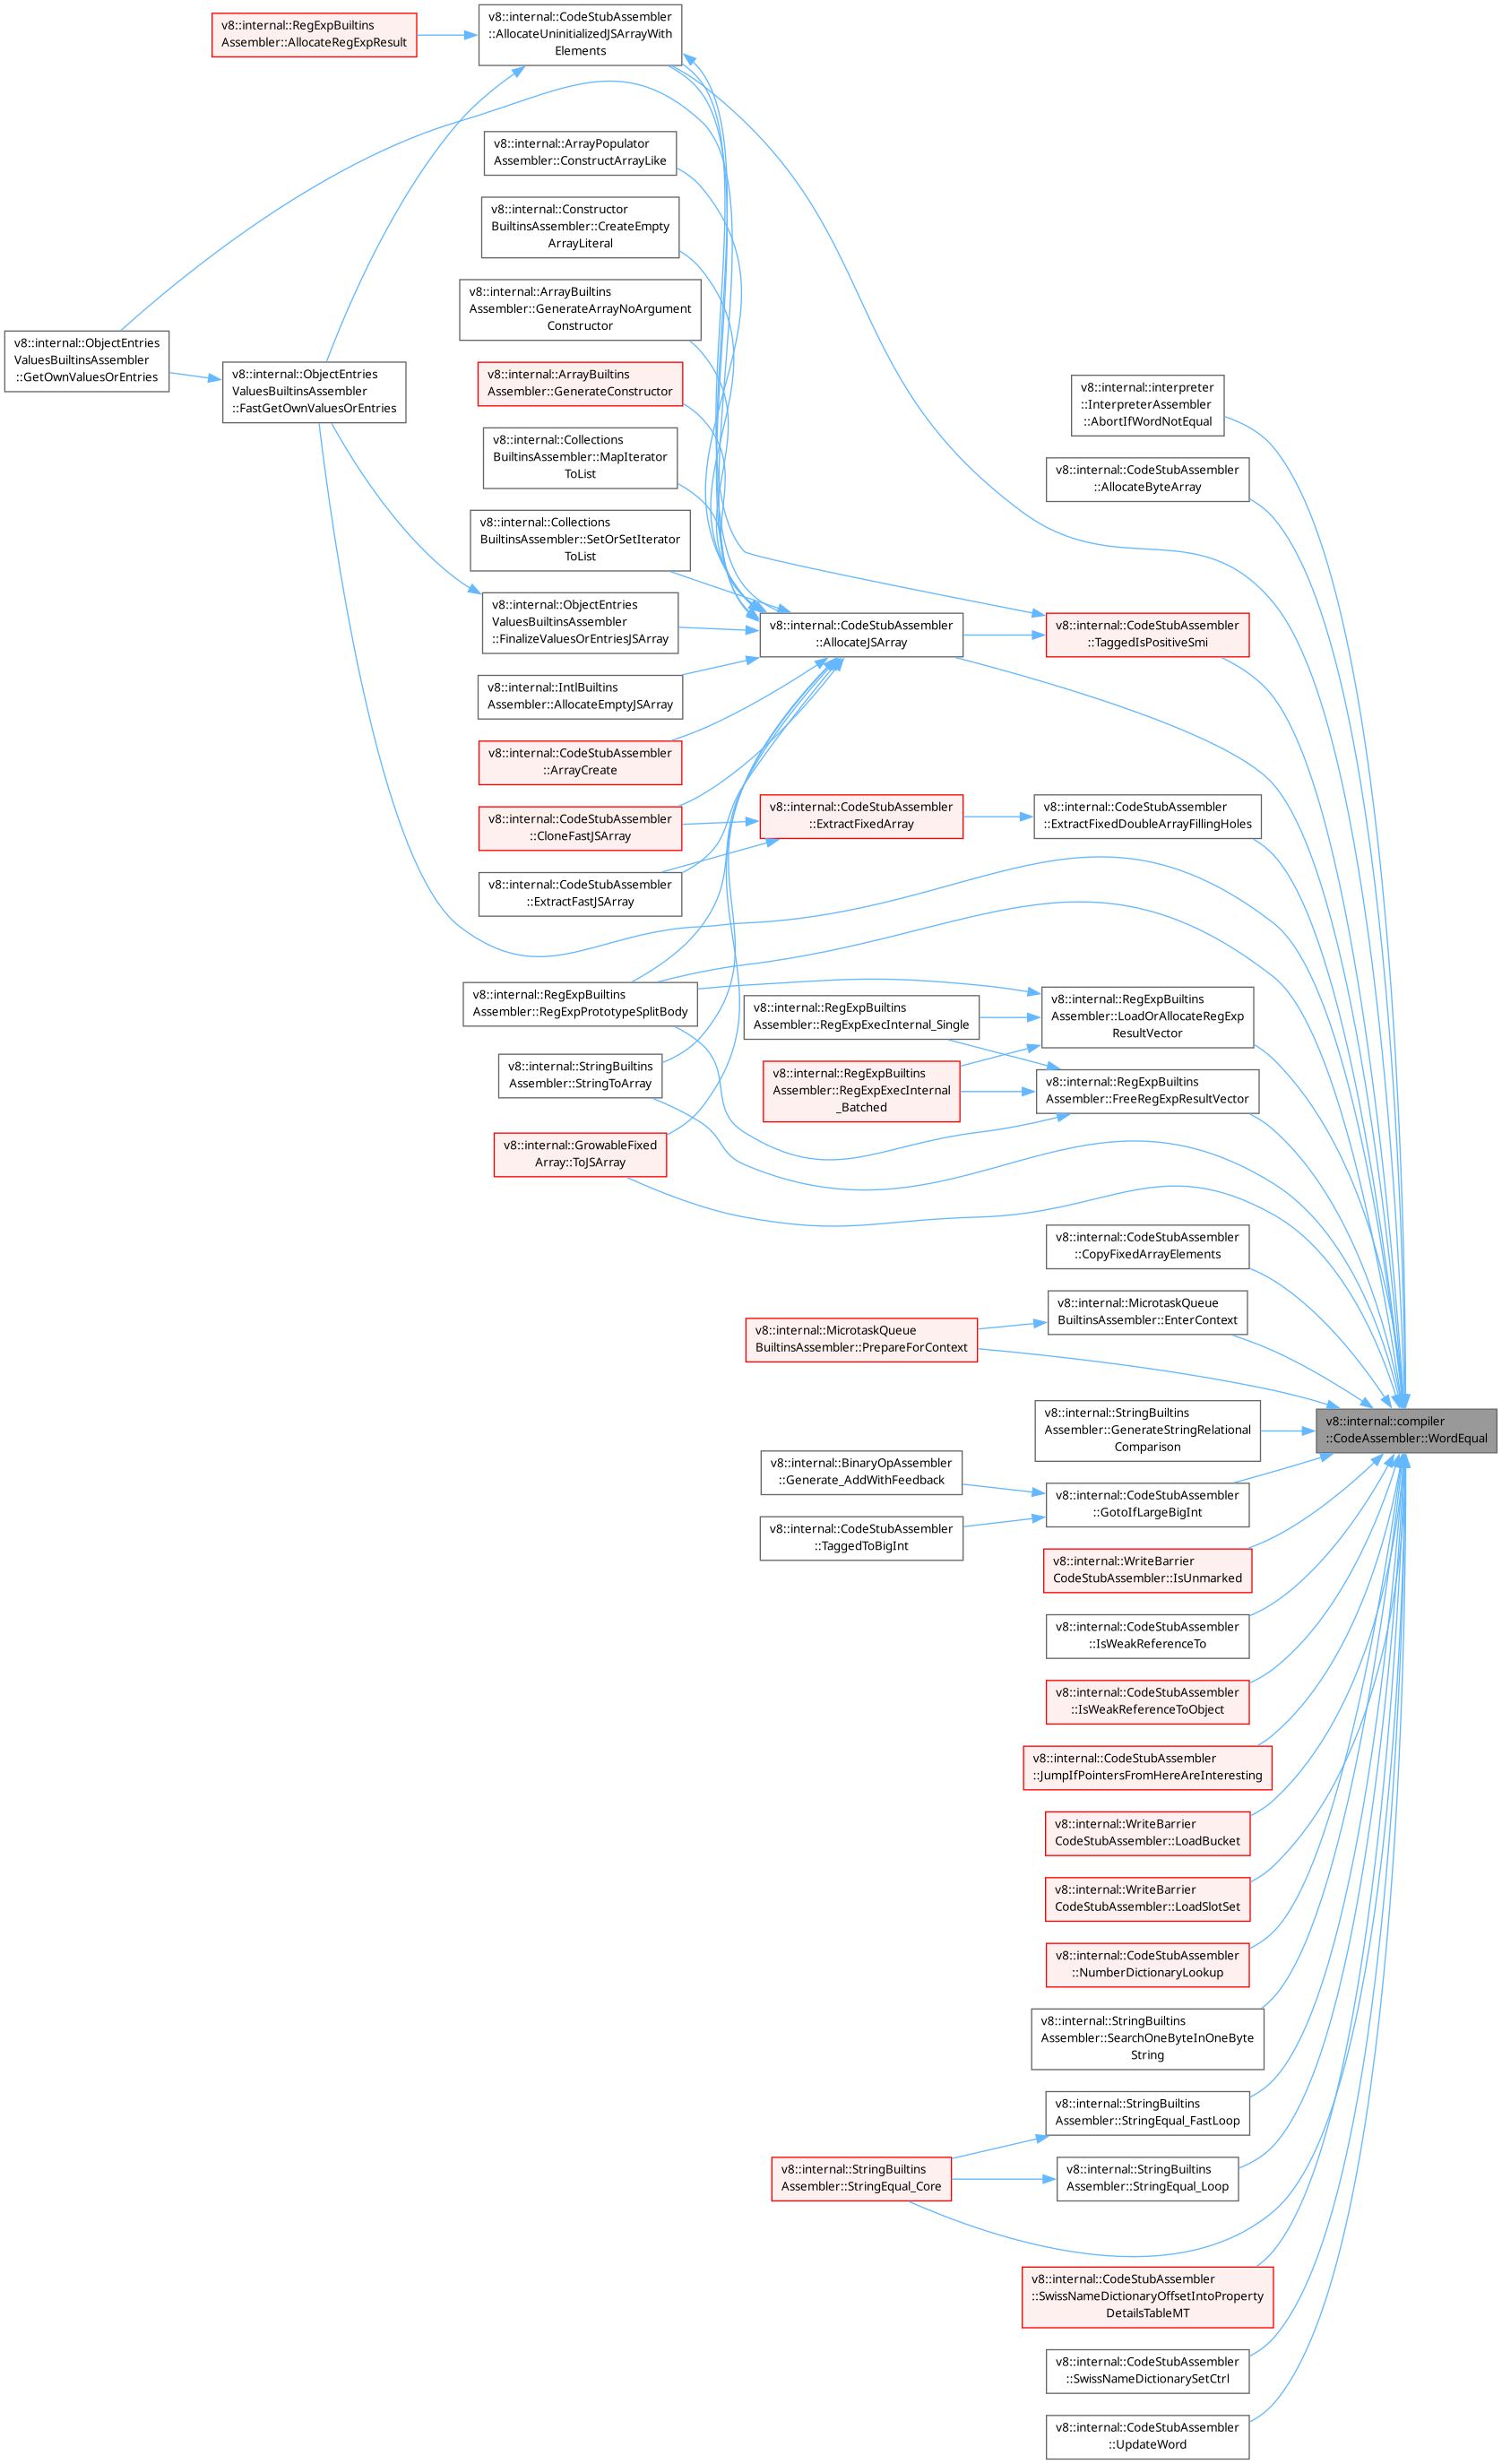 v8::internal::RegExpBuiltins
Assembler::AllocateRegExpResult
v8::internal::CodeStubAssembler
::AllocateUninitializedJSArrayWith
Elements
v8::internal::ArrayPopulator
Assembler::ConstructArrayLike
v8::internal::Constructor
BuiltinsAssembler::CreateEmpty
ArrayLiteral
v8::internal::ArrayBuiltins
Assembler::GenerateArrayNoArgument
Constructor
v8::internal::ObjectEntries
ValuesBuiltinsAssembler
::GetOwnValuesOrEntries
v8::internal::ObjectEntries
ValuesBuiltinsAssembler
::FastGetOwnValuesOrEntries
v8::internal::ArrayBuiltins
Assembler::GenerateConstructor
v8::internal::interpreter
::InterpreterAssembler
::AbortIfWordNotEqual
v8::internal::Collections
BuiltinsAssembler::MapIterator
ToList
v8::internal::CodeStubAssembler
::AllocateByteArray
v8::internal::Collections
BuiltinsAssembler::SetOrSetIterator
ToList
v8::internal::ObjectEntries
ValuesBuiltinsAssembler
::FinalizeValuesOrEntriesJSArray
v8::internal::CodeStubAssembler
::AllocateJSArray
v8::internal::CodeStubAssembler
::TaggedIsPositiveSmi
v8::internal::IntlBuiltins
Assembler::AllocateEmptyJSArray
v8::internal::CodeStubAssembler
::ArrayCreate
v8::internal::CodeStubAssembler
::CloneFastJSArray
v8::internal::CodeStubAssembler
::ExtractFixedArray
v8::internal::CodeStubAssembler
::ExtractFixedDoubleArrayFillingHoles
v8::internal::CodeStubAssembler
::ExtractFastJSArray
v8::internal::RegExpBuiltins
Assembler::RegExpPrototypeSplitBody
v8::internal::RegExpBuiltins
Assembler::RegExpExecInternal_Single
v8::internal::RegExpBuiltins
Assembler::LoadOrAllocateRegExp
ResultVector
v8::internal::StringBuiltins
Assembler::StringToArray
v8::internal::RegExpBuiltins
Assembler::RegExpExecInternal
_Batched
v8::internal::RegExpBuiltins
Assembler::FreeRegExpResultVector
v8::internal::GrowableFixed
Array::ToJSArray
v8::internal::CodeStubAssembler
::CopyFixedArrayElements
v8::internal::MicrotaskQueue
BuiltinsAssembler::PrepareForContext
v8::internal::MicrotaskQueue
BuiltinsAssembler::EnterContext
v8::internal::StringBuiltins
Assembler::GenerateStringRelational
Comparison
v8::internal::compiler
::CodeAssembler::WordEqual
v8::internal::BinaryOpAssembler
::Generate_AddWithFeedback
v8::internal::CodeStubAssembler
::GotoIfLargeBigInt
v8::internal::CodeStubAssembler
::TaggedToBigInt
v8::internal::WriteBarrier
CodeStubAssembler::IsUnmarked
v8::internal::CodeStubAssembler
::IsWeakReferenceTo
v8::internal::CodeStubAssembler
::IsWeakReferenceToObject
v8::internal::CodeStubAssembler
::JumpIfPointersFromHereAreInteresting
v8::internal::WriteBarrier
CodeStubAssembler::LoadBucket
v8::internal::WriteBarrier
CodeStubAssembler::LoadSlotSet
v8::internal::CodeStubAssembler
::NumberDictionaryLookup
v8::internal::StringBuiltins
Assembler::SearchOneByteInOneByte
String
v8::internal::StringBuiltins
Assembler::StringEqual_FastLoop
v8::internal::StringBuiltins
Assembler::StringEqual_Core
v8::internal::StringBuiltins
Assembler::StringEqual_Loop
v8::internal::CodeStubAssembler
::SwissNameDictionaryOffsetIntoProperty
DetailsTableMT
v8::internal::CodeStubAssembler
::SwissNameDictionarySetCtrl
v8::internal::CodeStubAssembler
::UpdateWord